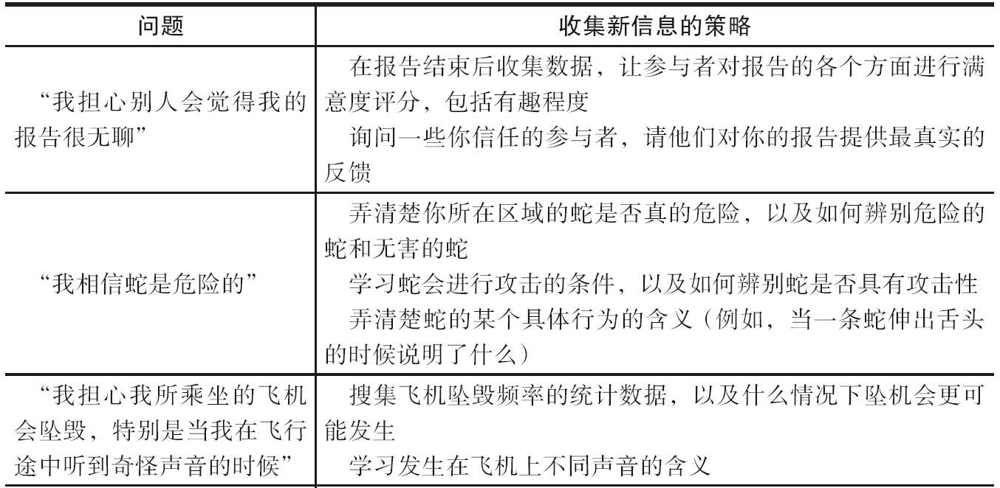 问题
收集新信息的策略
“我担心别人会觉得我的
报告很无聊”
在报告结束后收集数据，让参与者对报告的各个方面进行满
意度评分，包括有趣程度
询问一些你信任的参与者，请他们对你的报告提供最真实的
反馈
“我相信蛇是危险的”
弄清楚你所在区域的蛇是否真的危险，以及如何辨别危险的
蛇和无害的蛇
学习蛇会进行攻击的条件，以及如何辨别蛇是否具有攻击性
弄清楚蛇的某个具体行为的含义（例如，当一条蛇伸出舌头
的时候说明了什么）
“我担心我所乘坐的飞机
会坠毁，特别是当我在飞行
途中听到奇怪声音的时候”
搜集飞机坠毁频率的统计数据，以及什么情况下坠机会更可
能发生
学习发生在飞机上不同声音的含义